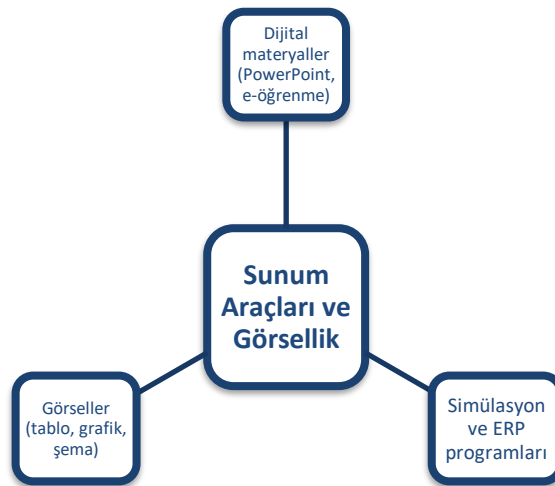 Dijital
materyaller
(PowerPoint,
e-öğrenme)
Sunum
Araçları ve
Görsellik
Görseller
(tablo, grafik,
şema)
Simülasyon
ve ERP
programları